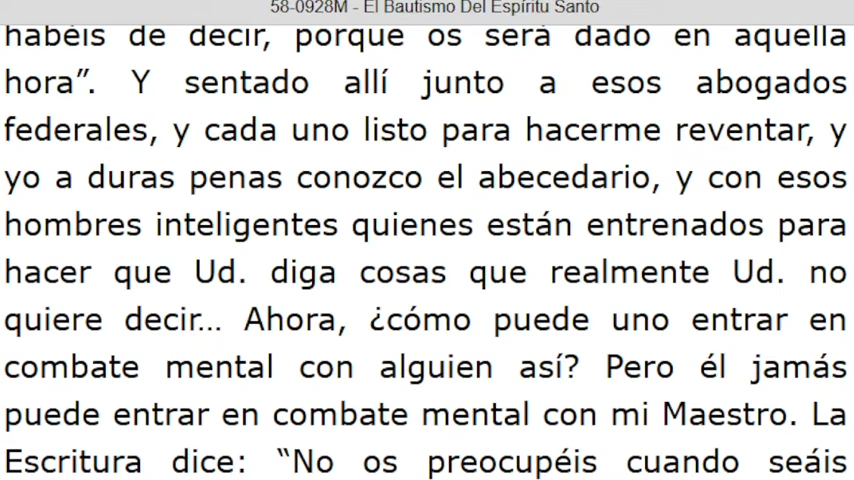 58-0928M - El Bautismo Del Espíritu Santo
habéis de decir, porque os será dado en aquella
hora”. Y sentado allí junto a esos abogados
federales, y cada uno listo para hacerme reventar, y
yo a duras penas conozco el abecedario, y con esos
hombres inteligentes quienes están entrenados para
hacer que Ud. diga cosas que realmente Ud. no
quiere decir... Ahora, ¿cómo puede uno entrar en
combate mental con alguien así? Pero él jamás
puede entrar en combate mental con mi Maestro. La
Escritura dice: “No os preocupéis cuando seáis